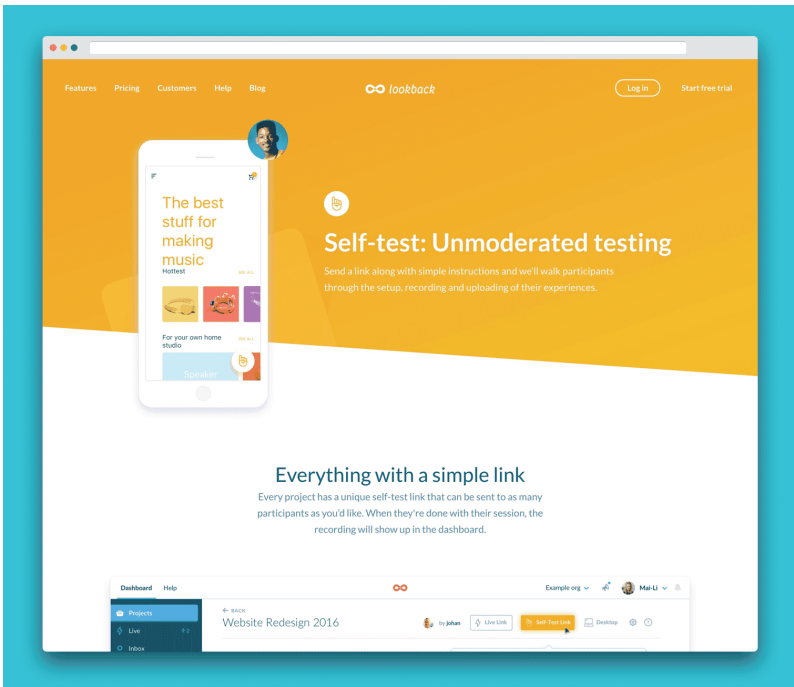 Features Pricing Customers Help Blog
lookback
Log in
Start free trial
The best
stuff for
making
music
Hottest
SEE ALL
For your own home
studio
SEE ALL
Speaker
Self-test: Unmoderated testing
Send a link along with simple instructions and we'll walk participants
through the setup, recording and uploading of their experiences.
Everything with a simple link
Every project has a unique self-test link that can be sent to as many
participants as you'd like. When they're done with their session, the
recording will show up in the dashboard.
Dashboard Help
Example org
Mai-Li
Projects
Live
Inbox
← BACK
Website Redesign 2016
by johan
Live Link
Self-Test Link
Desktop